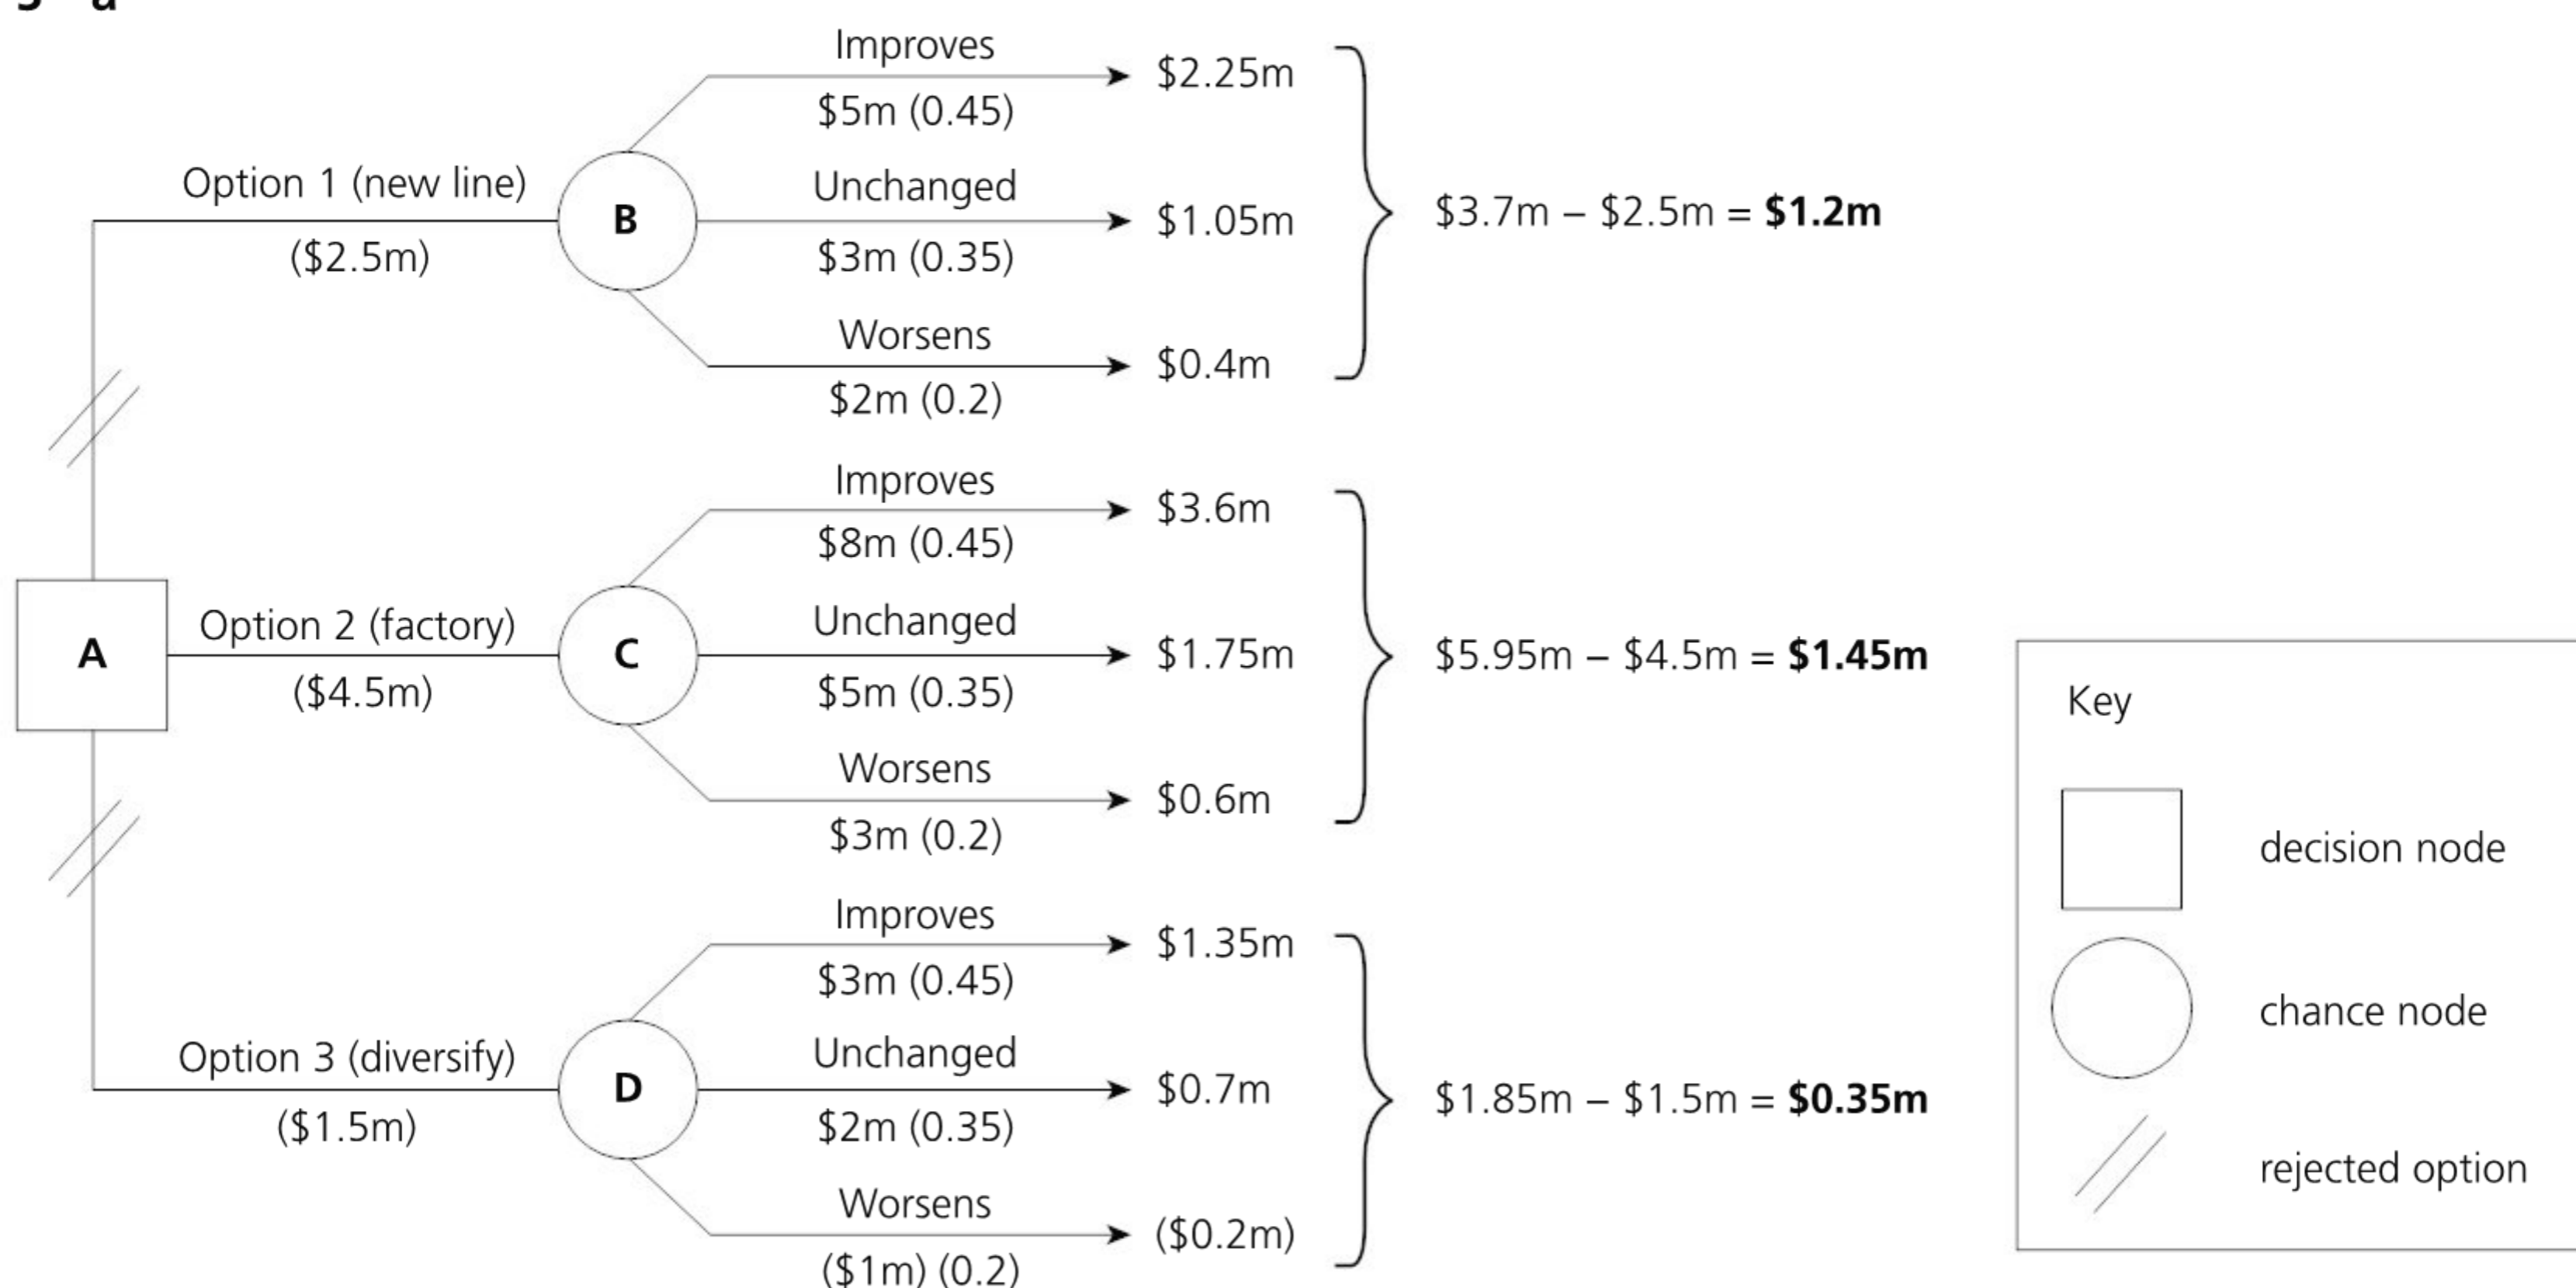 Improves
$5m (0.45)
$2.25m
Option 1 (new line)
($2.5m)
B
Unchanged
$3m (0.35)
$1.05m
$3.7m – $2.5m = $1.2m
Worsens
$2m (0.2)
$0.4m
Improves
$8m (0.45)
$3.6m
A
Option 2 (factory)
($4.5m)
C
Unchanged
$5m (0.35)
$1.75m
$5.95m – $4.5m = $1.45m
Worsens
$3m (0.2)
$0.6m
Improves
$3m (0.45)
$1.35m
Option 3 (diversify)
($1.5m)
D
Unchanged
$2m (0.35)
$0.7m
$1.85m – $1.5m = $0.35m
Worsens
($1m) (0.2)
($0.2m)
Key
decision node
chance node
rejected option